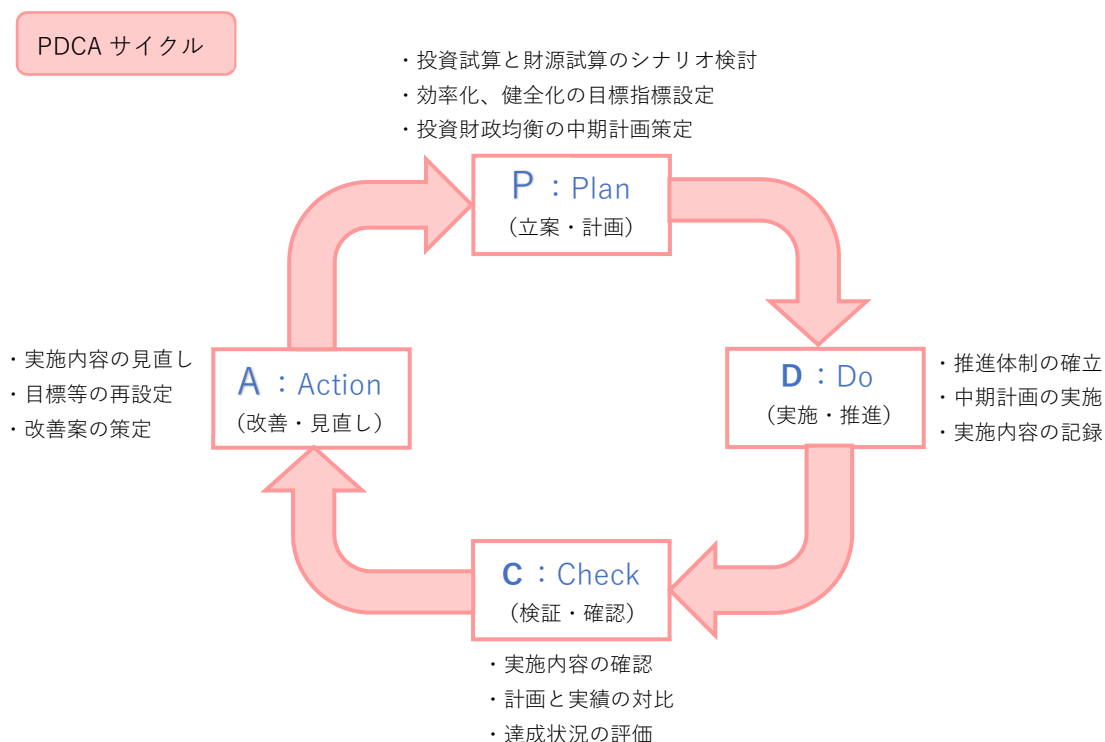 PDCA サイクル
・投資試算と財源試算のシナリオ検討
・効率化、健全化の目標指標設定
・投資財政均衡の中期計画策定
P：Plan
（立案・計画）
D：Do
（実施・推進）
・推進体制の確立
・中期計画の実施
・実施内容の記録
C：Check
（検証・確認）
・実施内容の確認
・計画と実績の対比
・達成状況の評価
A：Action
（改善・見直し）
・実施内容の見直し
・目標等の再設定
・改善案の策定